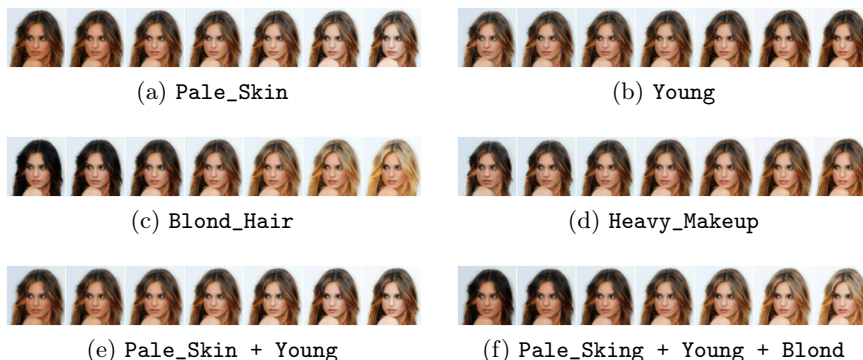 (a) Pale_Skin
(b) Young
(c) Blond_Hair
(d) Heavy_Makeup
(e) Pale_Skin + Young
(f) Pale_Sking + Young + Blond